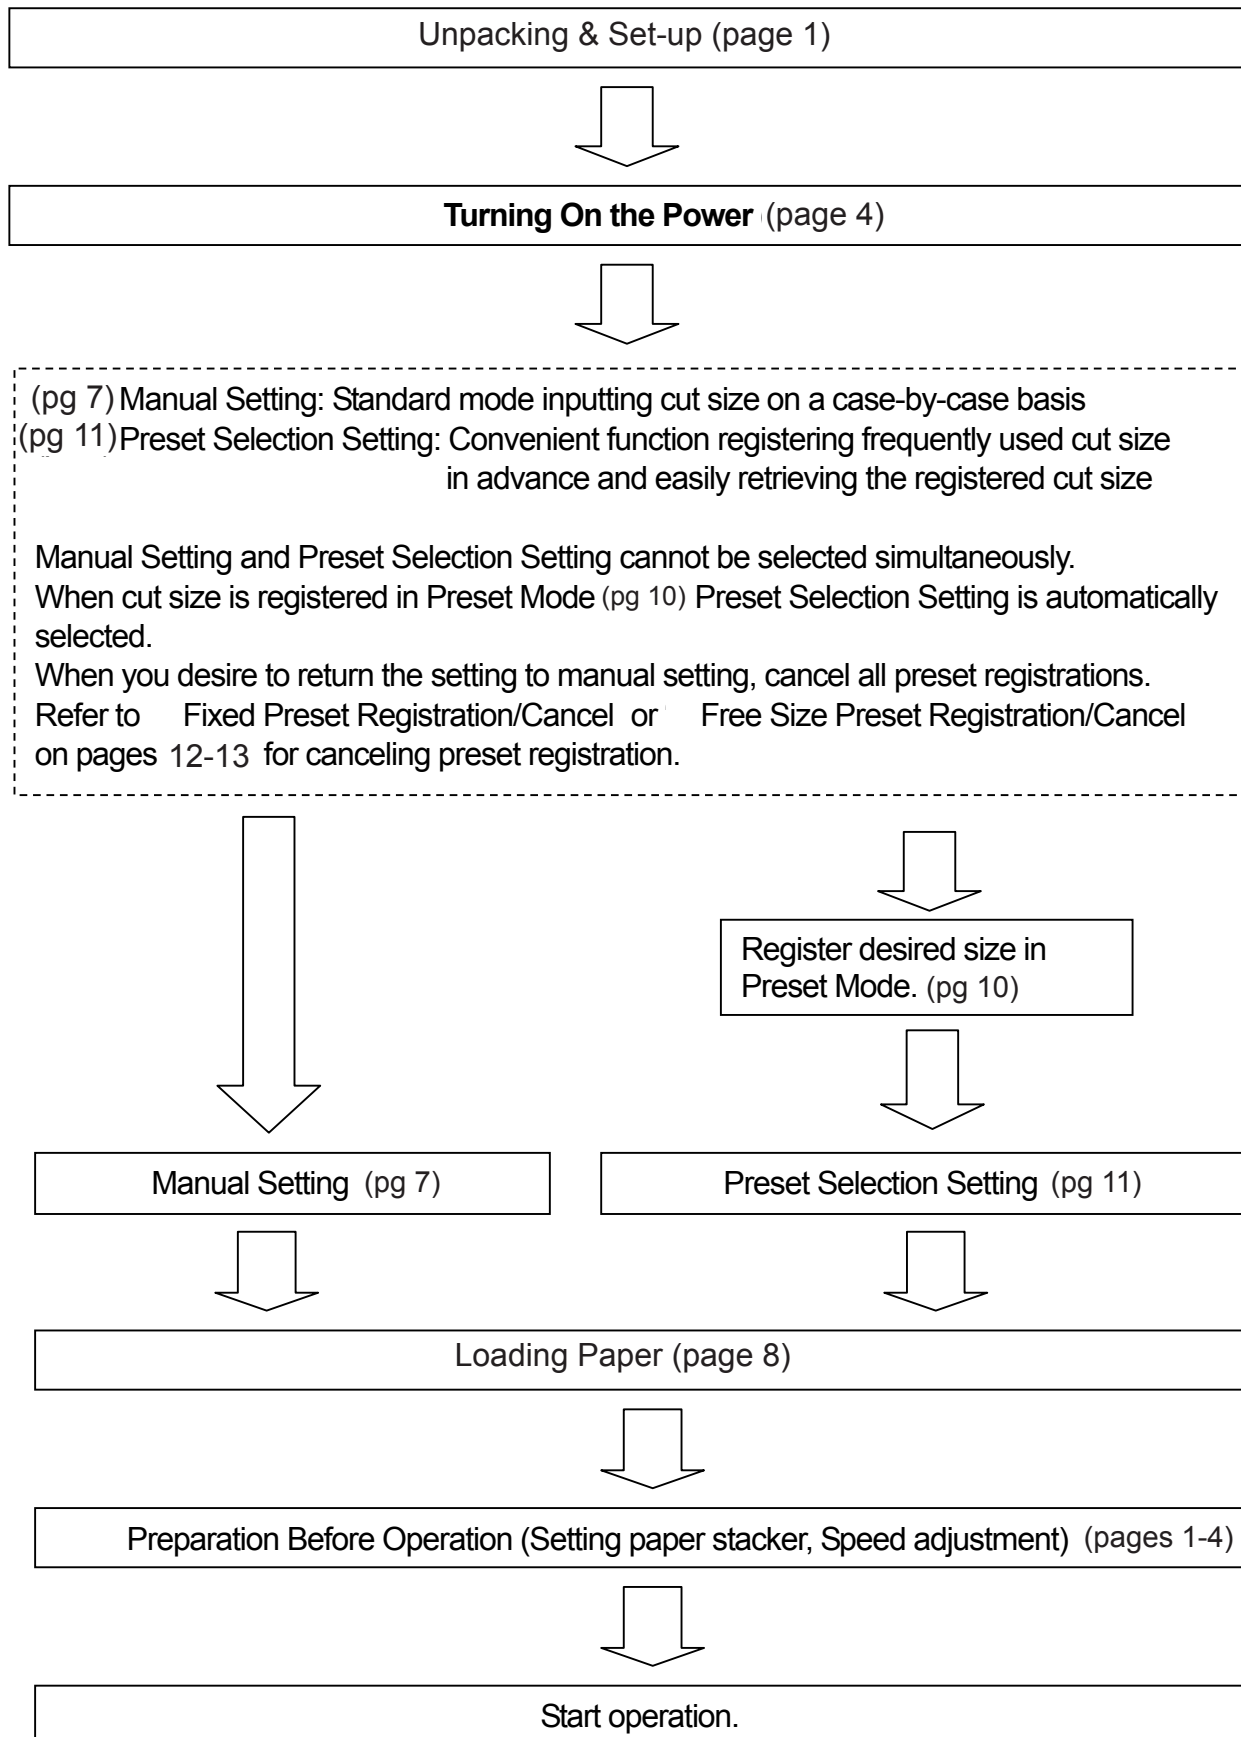 Unpacking & Set-up (page 1)
Turning On the Power (page 4)
(pg 7) Manual Setting: Standard mode inputting cut size on a case-by-case basis
(pg 11) Preset Selection Setting: Convenient function registering frequently used cut size
in advance and easily retrieving the registered cut size
Manual Setting and Preset Selection Setting cannot be selected simultaneously.
When cut size is registered in Preset Mode (pg 10) Preset Selection Setting is automatically
selected.
When you desire to return the setting to manual setting, cancel all preset registrations.
Refer to Fixed Preset Registration/Cancel or Free Size Preset Registration/Cancel
on pages 12-13 for canceling preset registration.
Register desired size in
Preset Mode. (pg 10)
Manual Setting (pg 7)
Preset Selection Setting (pg 11)
Loading Paper (page 8)
Preparation Before Operation (Setting paper stacker, Speed adjustment) (pages 1-4)
Start operation.